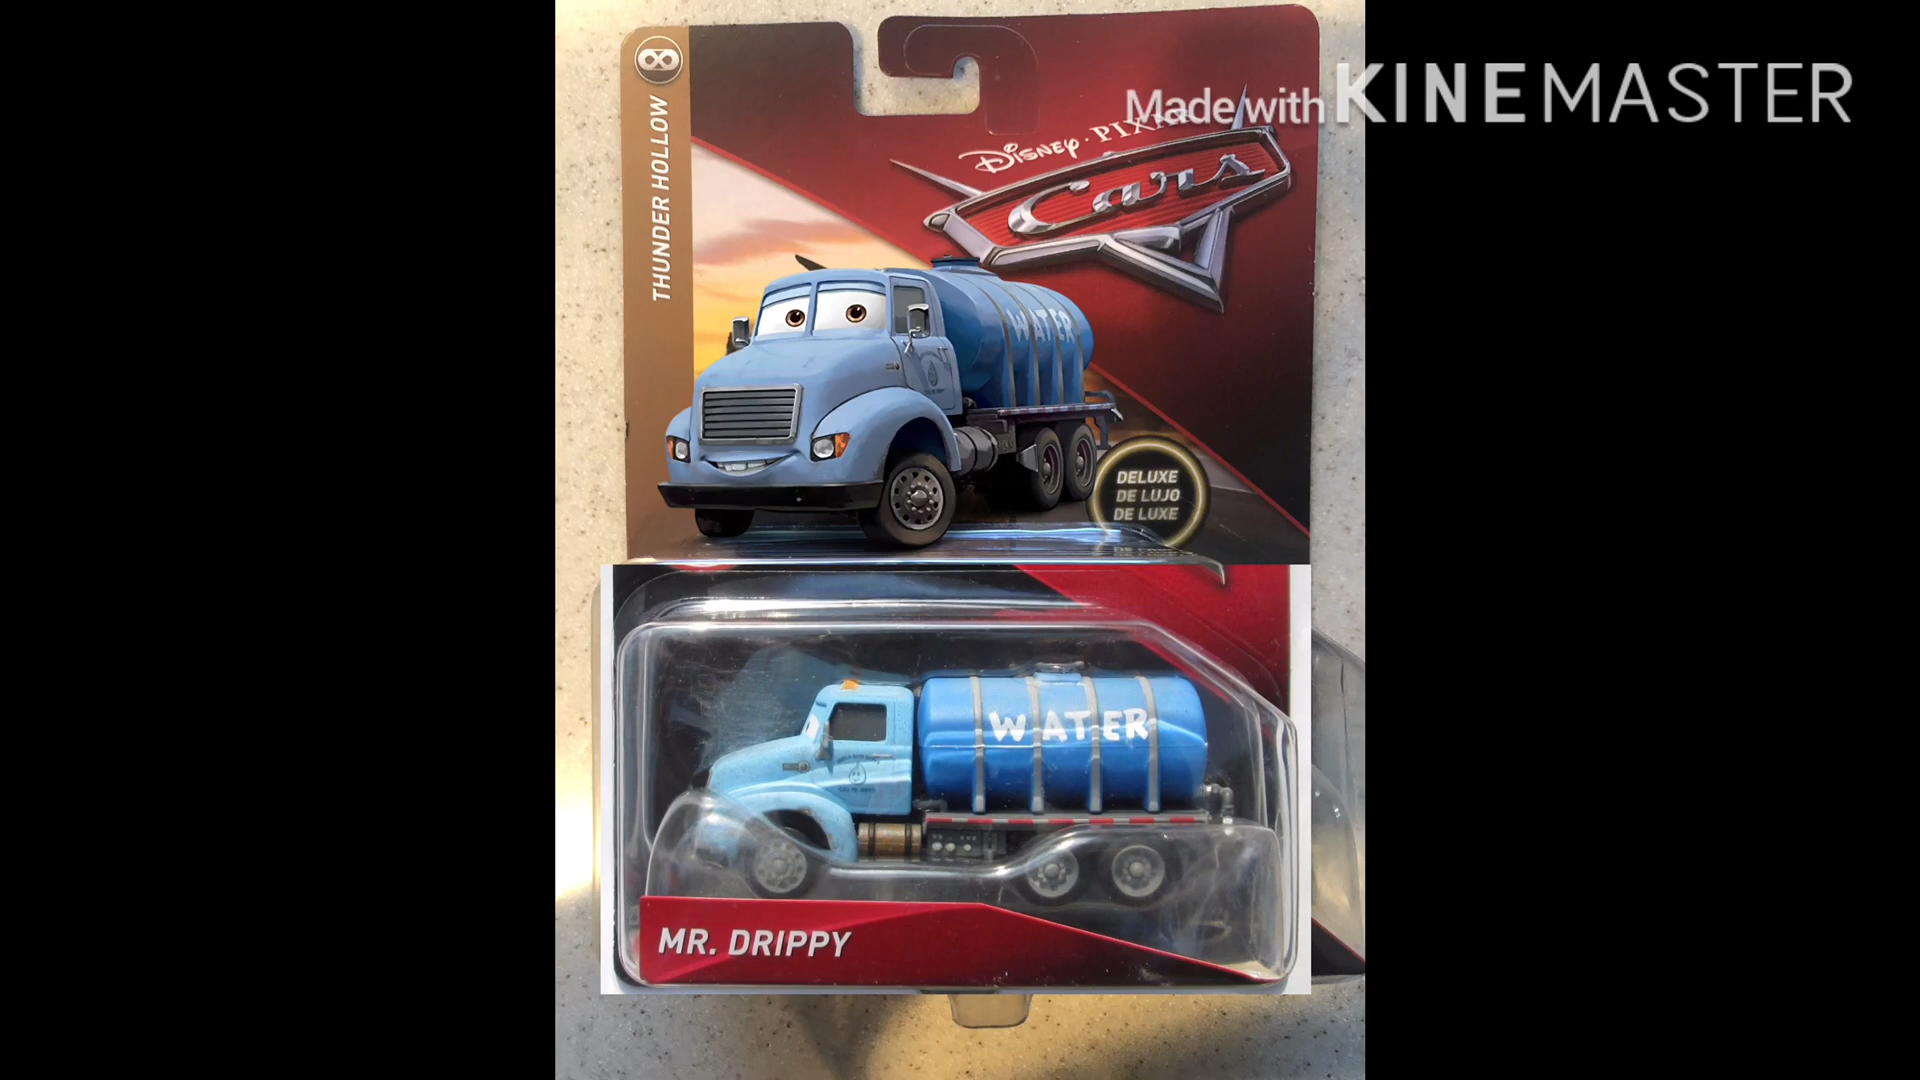 Made with KINEMASTER
THUNDER HOLLOW
DISNEY · PIXAR
Cars
WATER
DELUXE
DE LUJO
DE LUXE
WATER
MR. DRIPPY